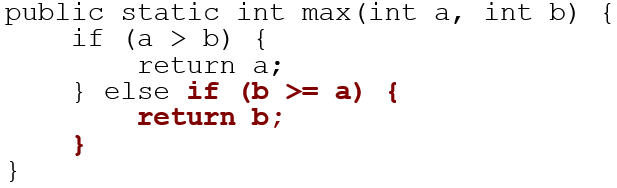 public static int max(int a, int b) {
    if (a > b) {
        return a;
    } else if (b >= a) {
        return b;
    }
}